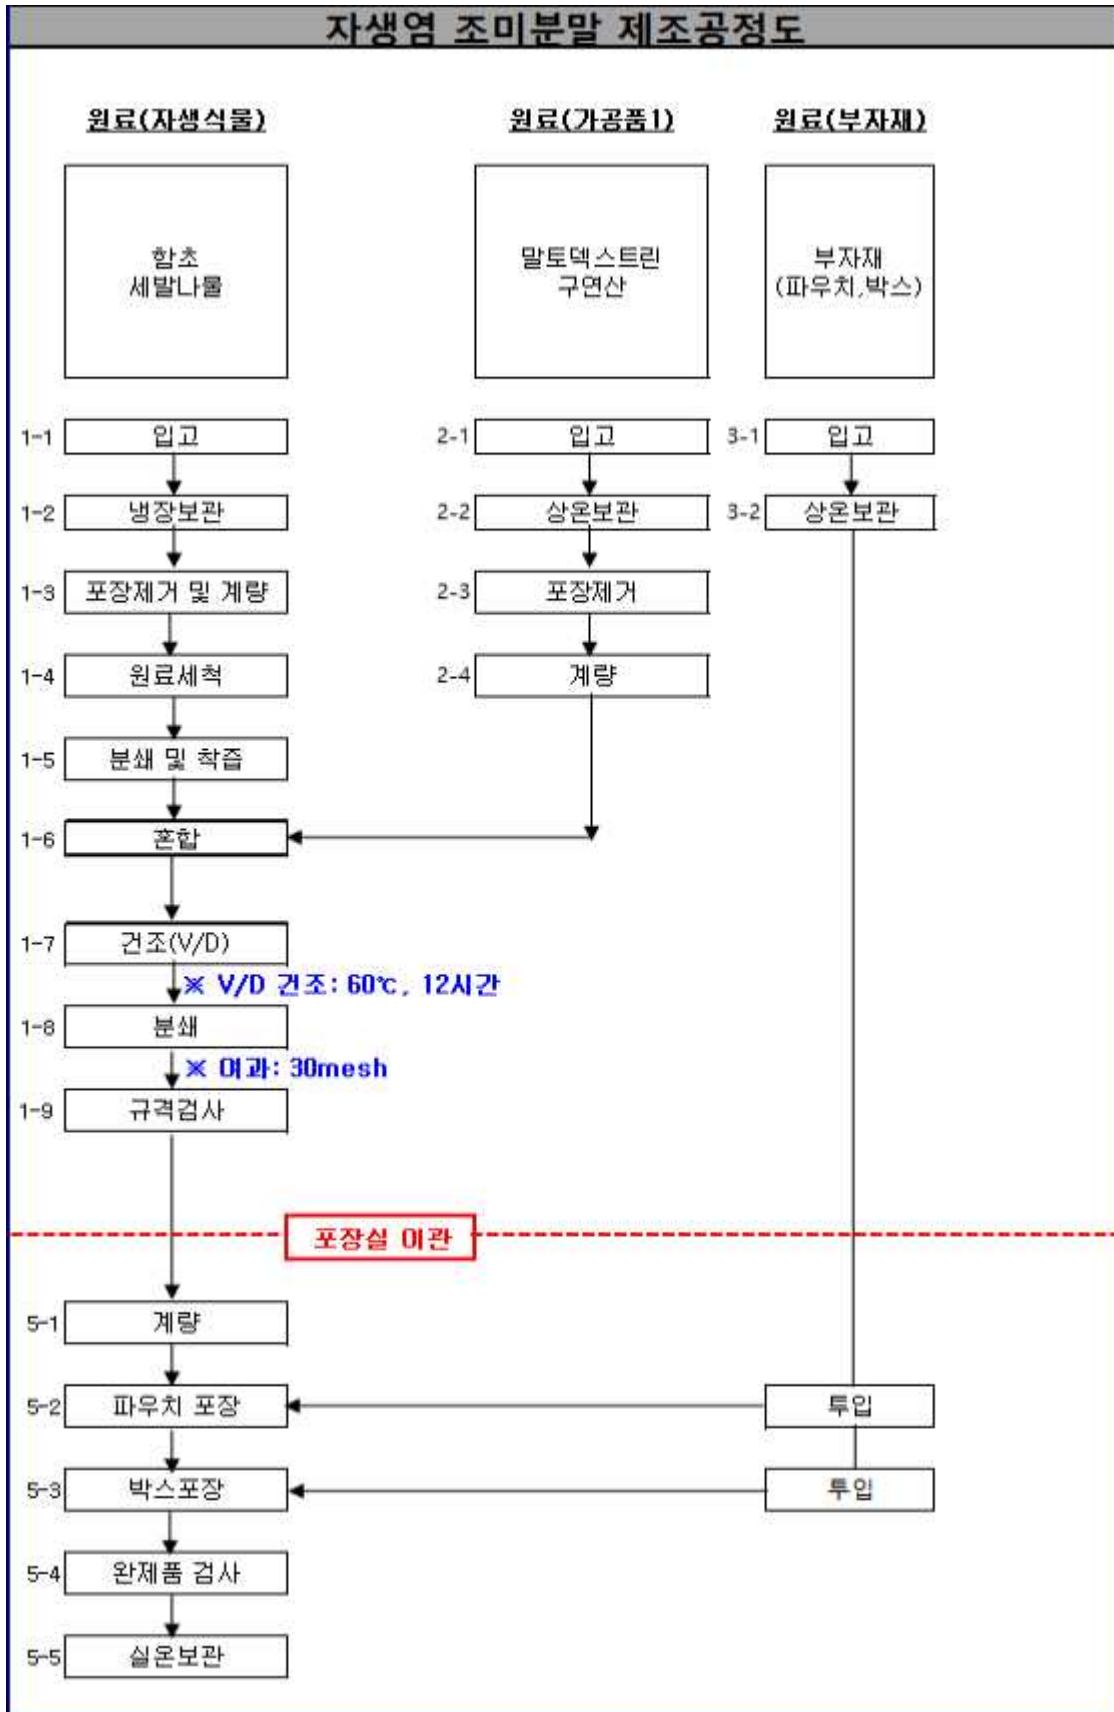 자생염 조미분말 제조공정도
원료(자생식물) 원료(가공품1) 원료(부자재)
함초
세발나물
말토덱스트린
구연산
부자재
(파우치,박스)
1-1 입고 2-1 입고 3-1 입고
1-2 냉장보관 2-2 상온보관 3-2 상온보관
1-3 포장제거 및 계량 2-3 포장제거
1-4 원료세척 2-4 계량
1-5 분쇄 및 착즙
1-6 혼합
1-7 건조(V/D)
※ V/D 건조: 60℃, 12시간
1-8 분쇄
※ 여과: 30mesh
1-9 규격검사
포장실 이관
5-1 계량
5-2 파우치 포장 투입
5-3 박스포장 투입
5-4 완제품 검사
5-5 실온보관